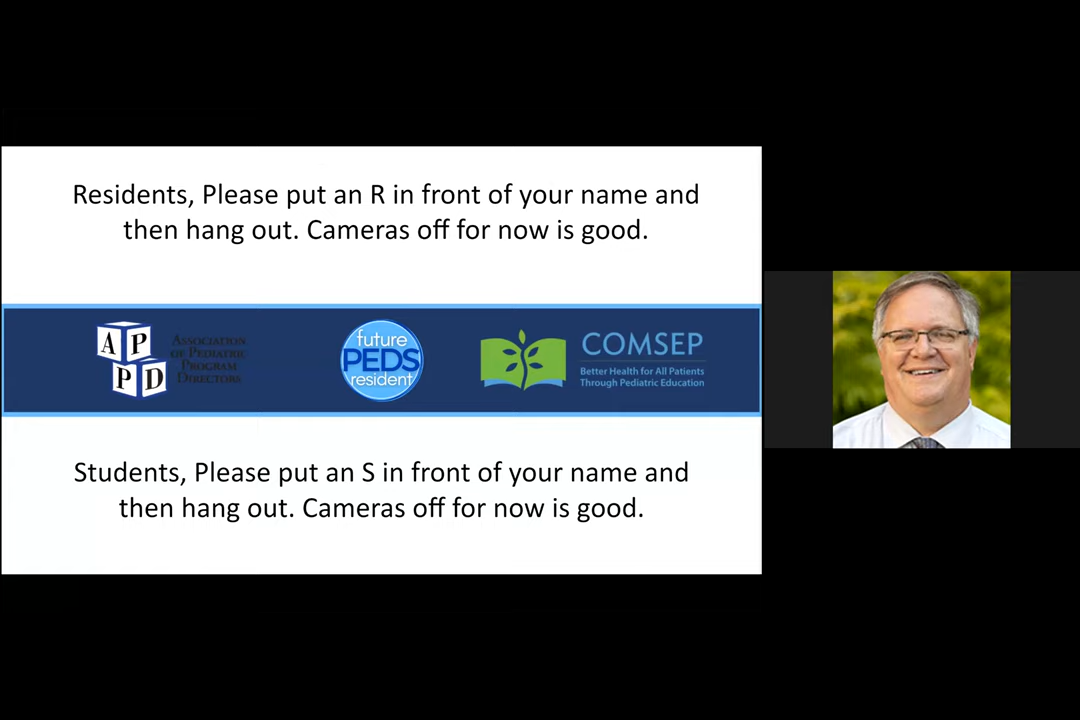 Residents, Please put an R in front of your name and
then hang out. Cameras off for now is good.
A P
P D
ASSOCIATION
OF PEDIATRIC
PROGRAM
DIRECTORS
future
PEDS
resident
COMSEP
Better Health for All Patients
Through Pediatric Education
Students, Please put an S in front of your name and
then hang out. Cameras off for now is good.